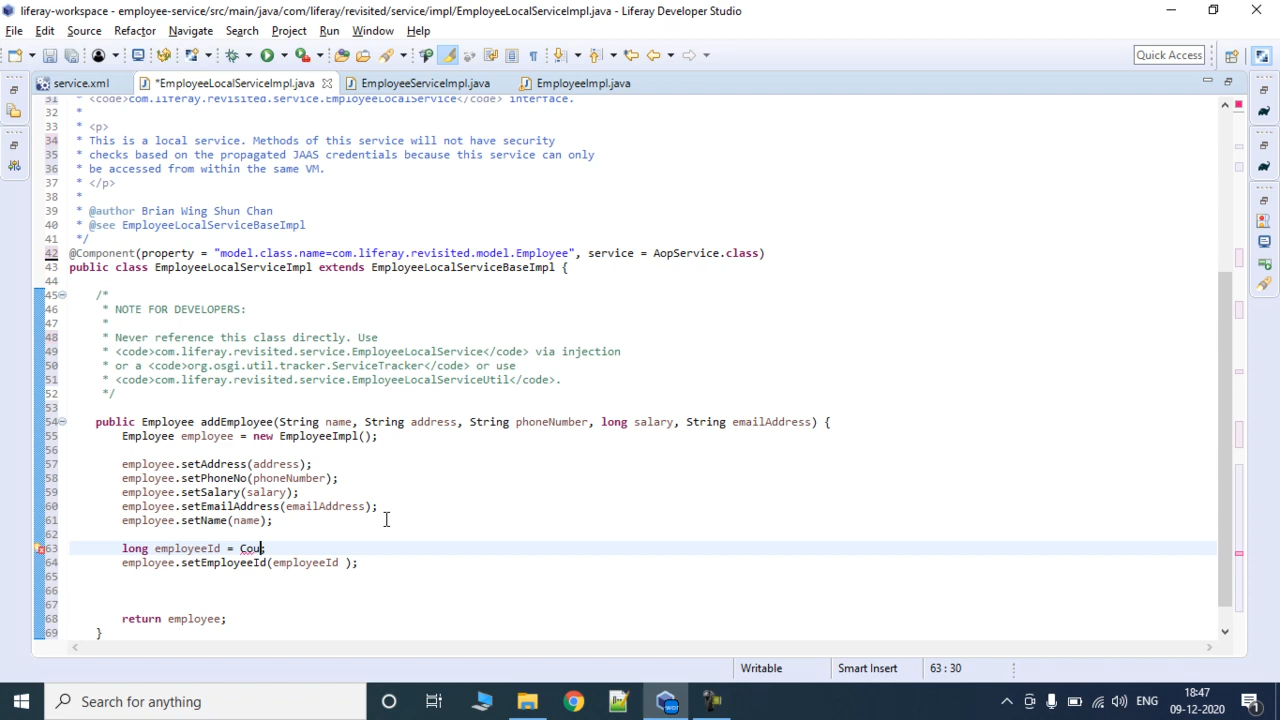 liferay-workspace - employee-service/src/main/java/com/liferay/revisited/service/impl/EmployeeLocalServiceImpl.java - Liferay Developer Studio
File Edit Source Refactor Navigate Search Project Run Window Help
Quick Access
service.xml *EmployeeLocalServiceImpl.java EmployeeServiceImpl.java EmployeeImpl.java
31 * <code>com.liferay.revisited.service.EmployeeLocalService</code> interface.
32 *
33 * <p>
34 * This is a local service. Methods of this service will not have security
35 * checks based on the propagated JAAS credentials because this service can only
36 * be accessed from within the same VM.
37 * </p>
38 *
39 * @author Brian Wing Shun Chan
40 * @see EmployeeLocalServiceBaseImpl
41 */
42 @Component(property = "model.class.name=com.liferay.revisited.model.Employee", service = AopService.class)
43 public class EmployeeLocalServiceImpl extends EmployeeLocalServiceBaseImpl {
44
45 /*
46 * NOTE FOR DEVELOPERS:
47 *
48 * Never reference this class directly. Use
49 * <code>com.liferay.revisited.service.EmployeeLocalService</code> via injection
50 * or a <code>org.osgi.util.tracker.ServiceTracker</code> or use
51 * <code>com.liferay.revisited.service.EmployeeLocalServiceUtil</code>.
52 */
53
54 public Employee addEmployee(String name, String address, String phoneNumber, long salary, String emailAddress) {
55 Employee employee = new EmployeeImpl();
56
57 employee.setAddress(address);
58 employee.setPhoneNo(phoneNumber);
59 employee.setSalary(salary);
60 employee.setEmailAddress(emailAddress);
61 employee.setName(name);
62
63 long employeeId = Cou;
64 employee.setEmployeeId(employeeId );
65
66
67
68 return employee;
69 }
Writable Smart Insert 63 : 30
Search for anything
ENG
18:47
09-12-2020
1